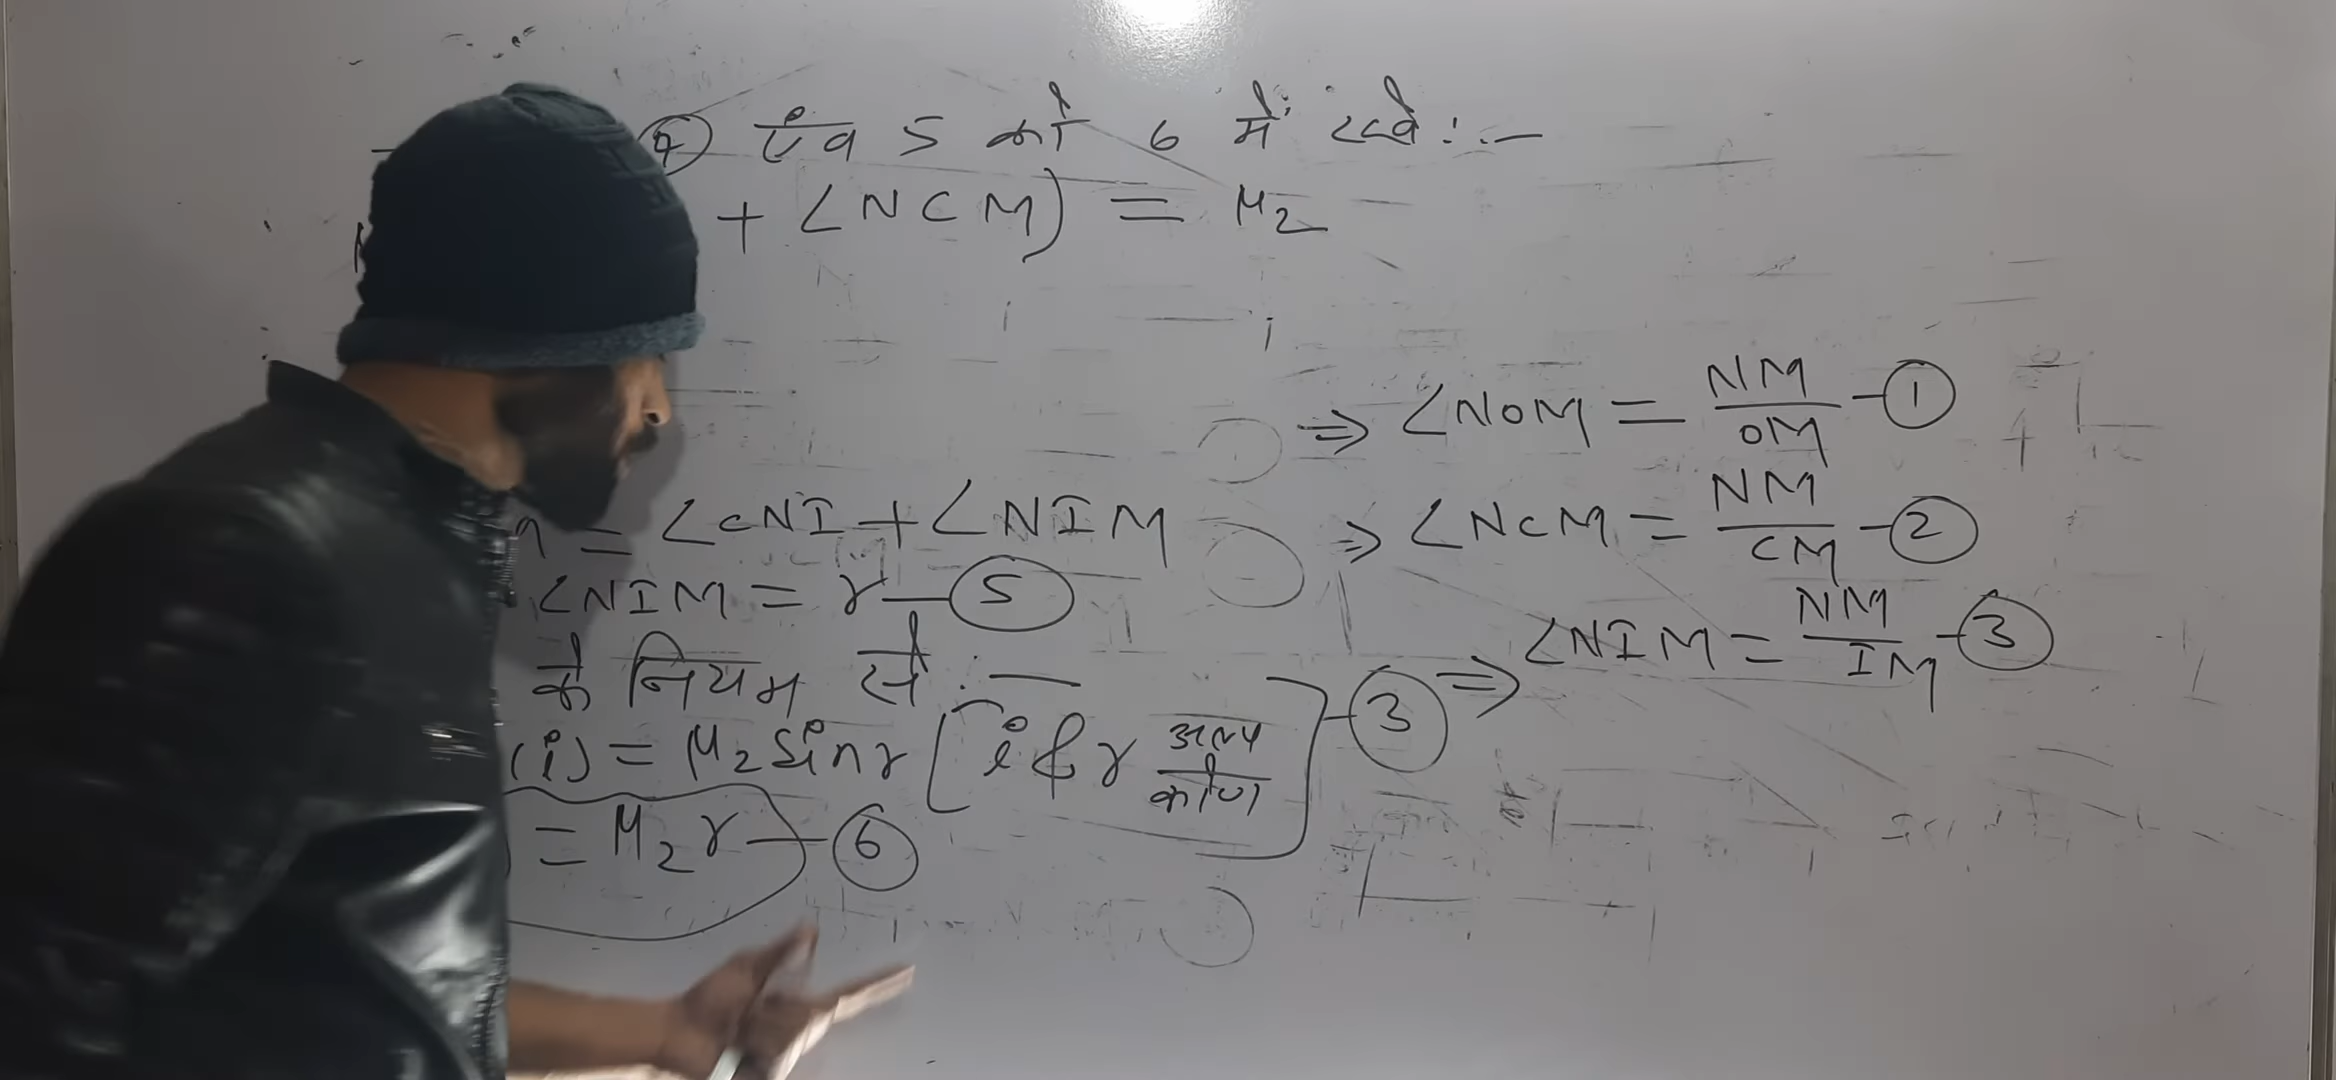 ④ एवं 5 को 6 में रखने :-
+ ∠NCM) = μ₂
⇒ ∠NOM = NM/OM -①
= ∠CNI + ∠NIM
⇒ ∠NCM = NM/CM -②
∠NIM = r -⑤
⇒ ∠NIM = NM/IM -③
के नियम से :-
(i) = μ₂ sin r [i & r अल्प कोण] -③
= μ₂ r -⑥